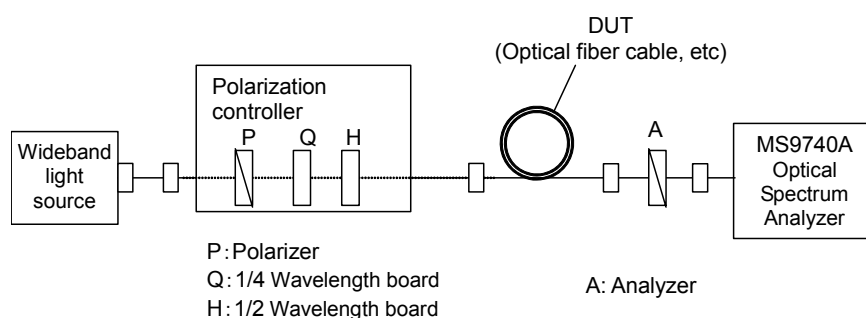 DUT
(Optical fiber cable, etc)
Polarization
controller
P
Q
H
A
Wideband
light
source
MS9740A
Optical
Spectrum
Analyzer
P:Polarizer
Q:1/4 Wavelength board
H:1/2 Wavelength board
A: Analyzer